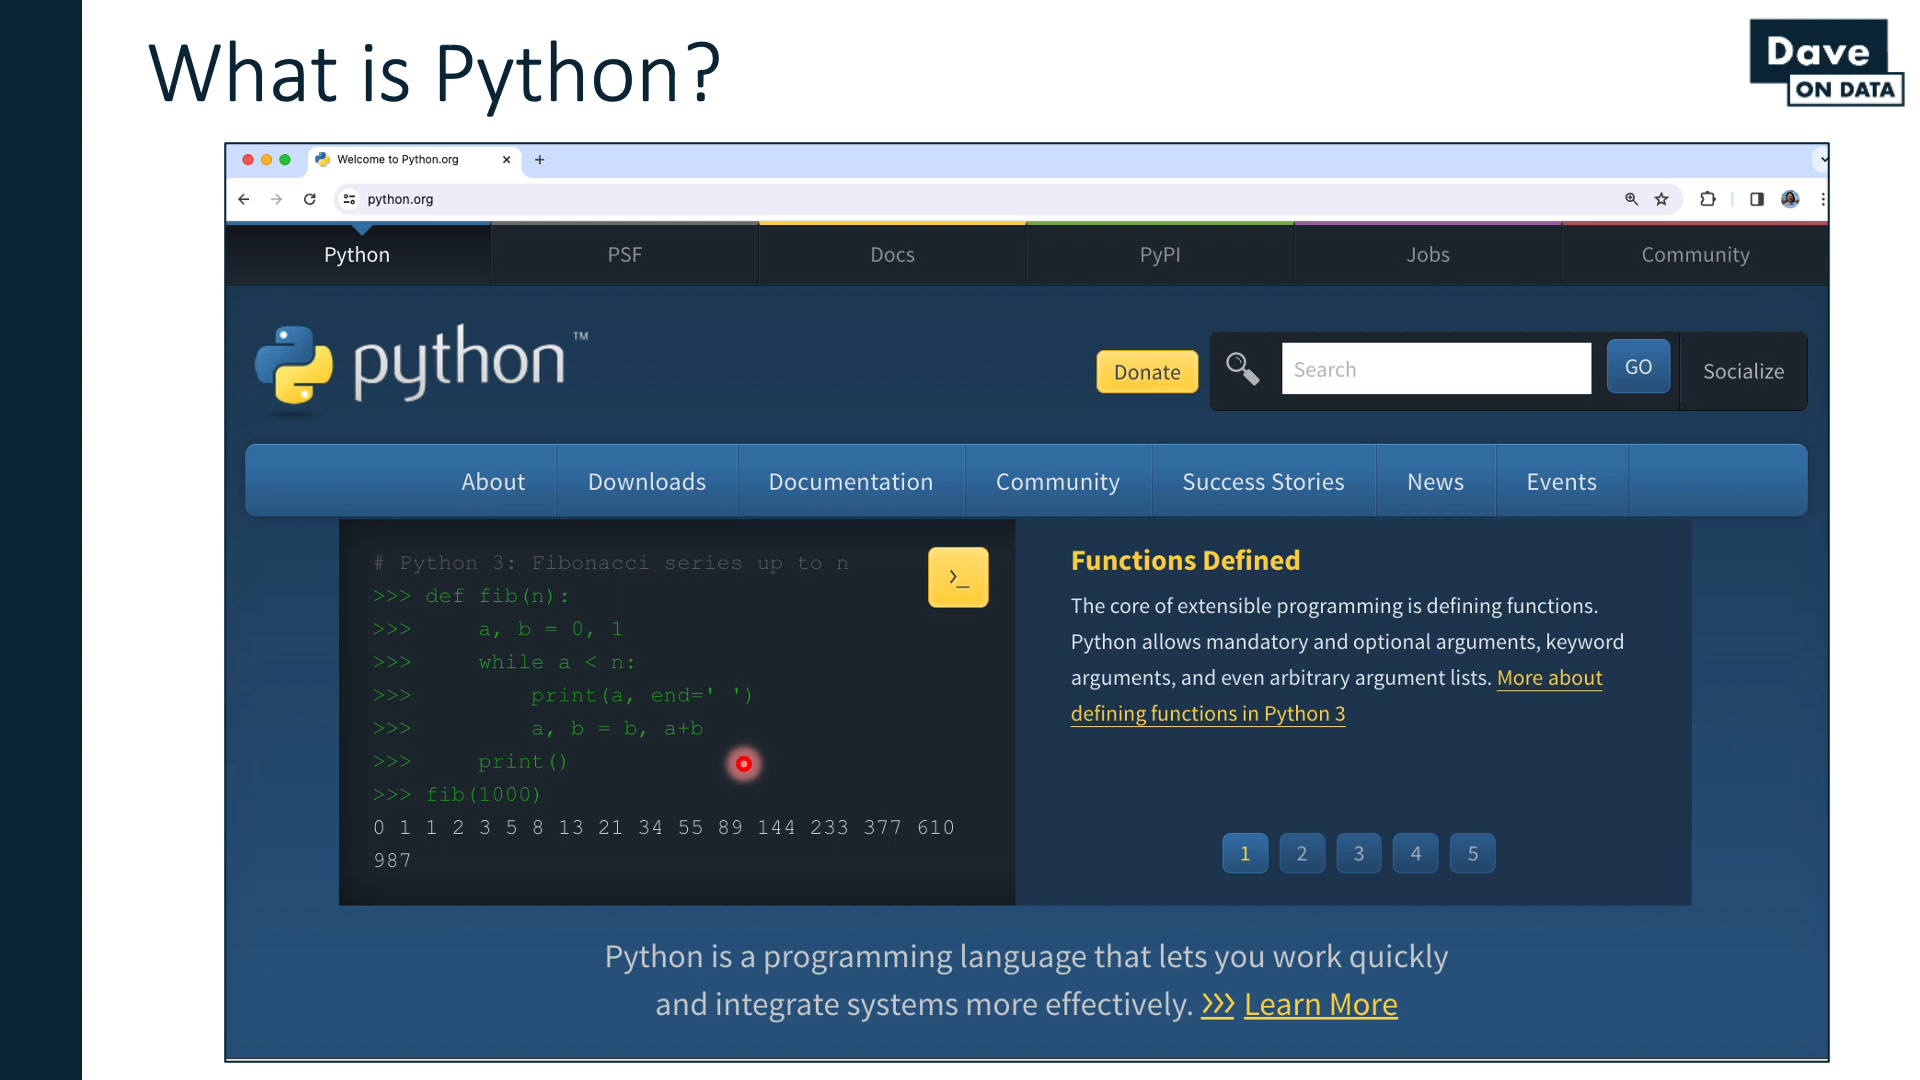 What is Python?
Dave
ON DATA
Welcome to Python.org
python.org
Python PSF Docs PyPI Jobs Community
python™
Donate Search GO Socialize
About Downloads Documentation Community Success Stories News Events
# Python 3: Fibonacci series up to n
>>> def fib(n):
>>>     a, b = 0, 1
>>>     while a < n:
>>>         print(a, end=' ')
>>>         a, b = b, a+b
>>>     print()
>>> fib(1000)
0 1 1 2 3 5 8 13 21 34 55 89 144 233 377 610
987
>_
Functions Defined
The core of extensible programming is defining functions.
Python allows mandatory and optional arguments, keyword
arguments, and even arbitrary argument lists. More about
defining functions in Python 3
1 2 3 4 5
Python is a programming language that lets you work quickly
and integrate systems more effectively. >>> Learn More